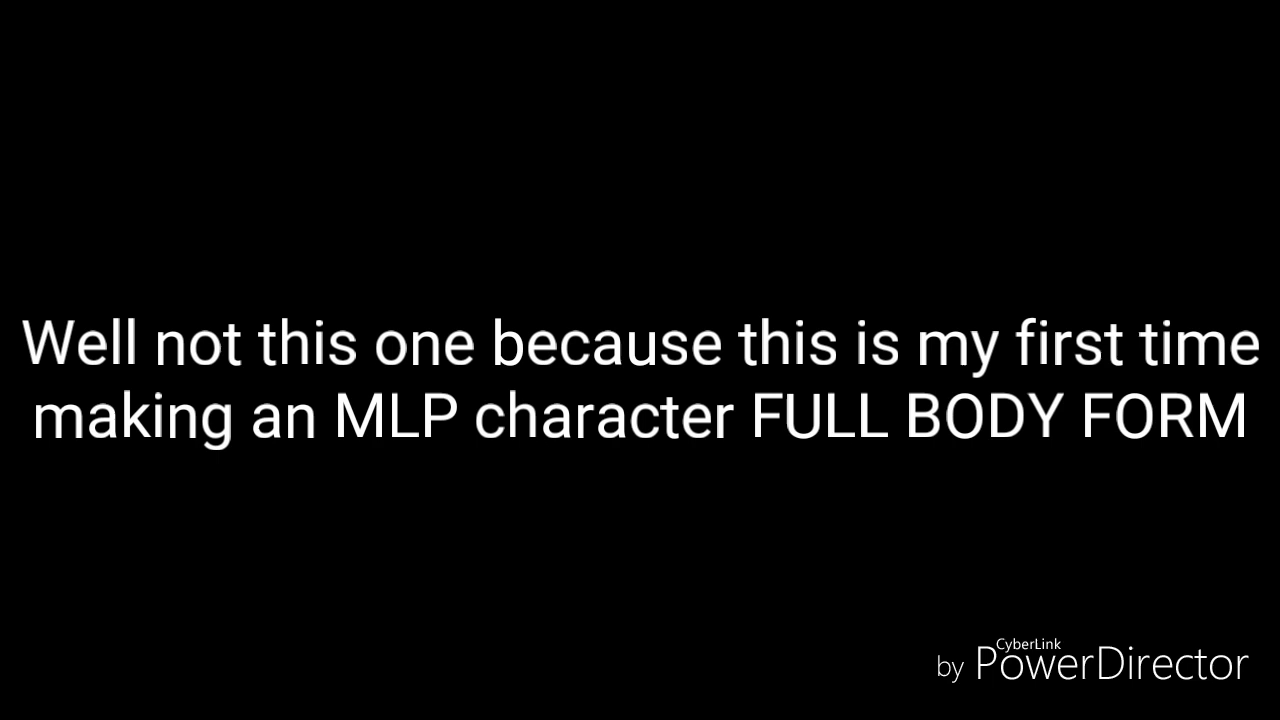 Well not this one because this is my first time
making an MLP character FULL BODY FORM
CyberLink
by PowerDirector